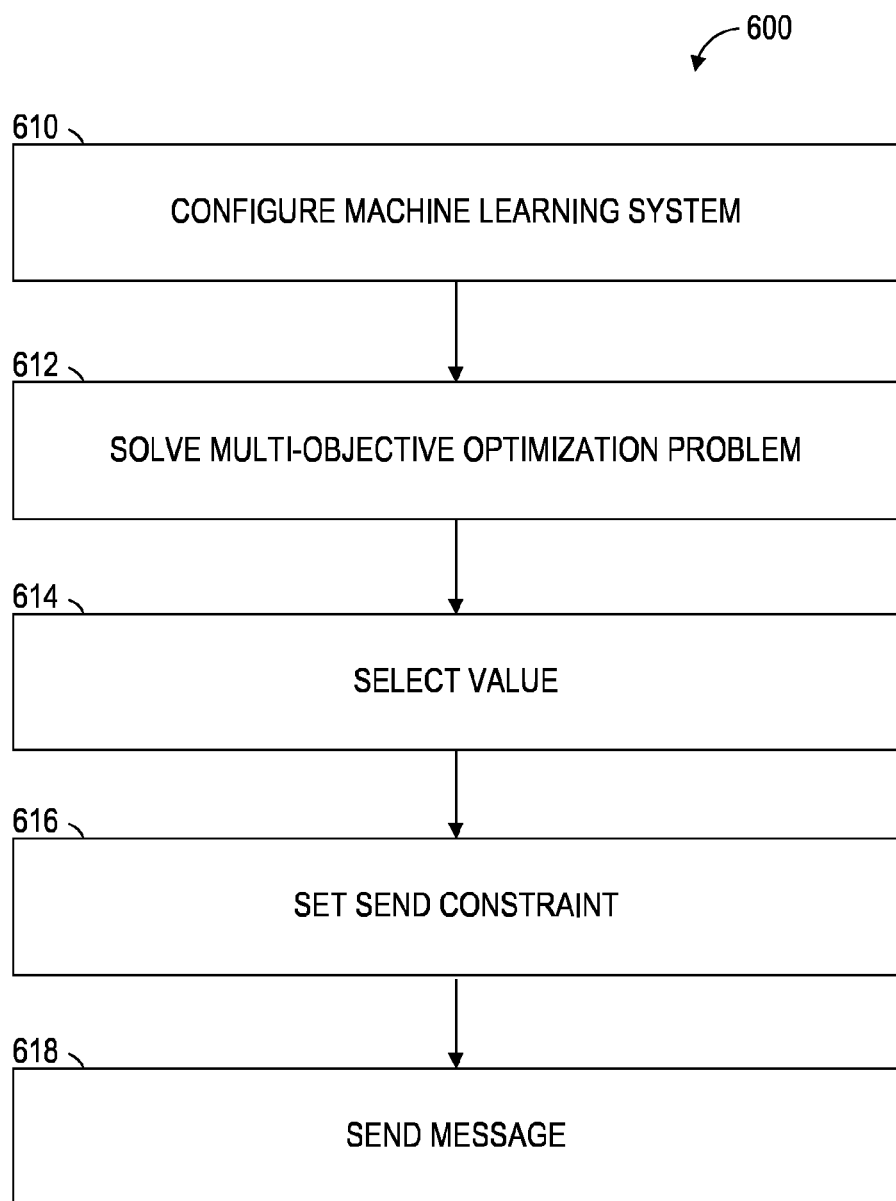 600
610
CONFIGURE MACHINE LEARNING SYSTEM
612
SOLVE MULTI-OBJECTIVE OPTIMIZATION PROBLEM
614
SELECT VALUE
616
SET SEND CONSTRAINT
618
SEND MESSAGE